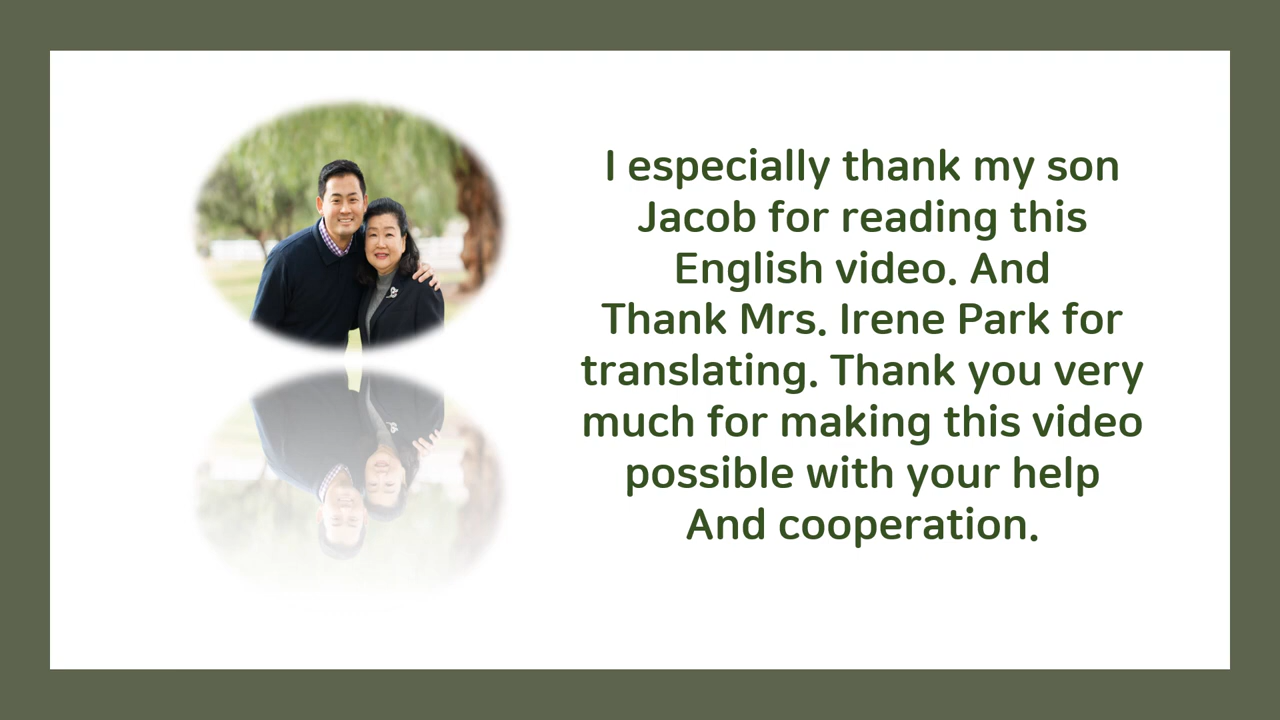 I especially thank my son
Jacob for reading this
English video. And
Thank Mrs. Irene Park for
translating. Thank you very
much for making this video
possible with your help
And cooperation.